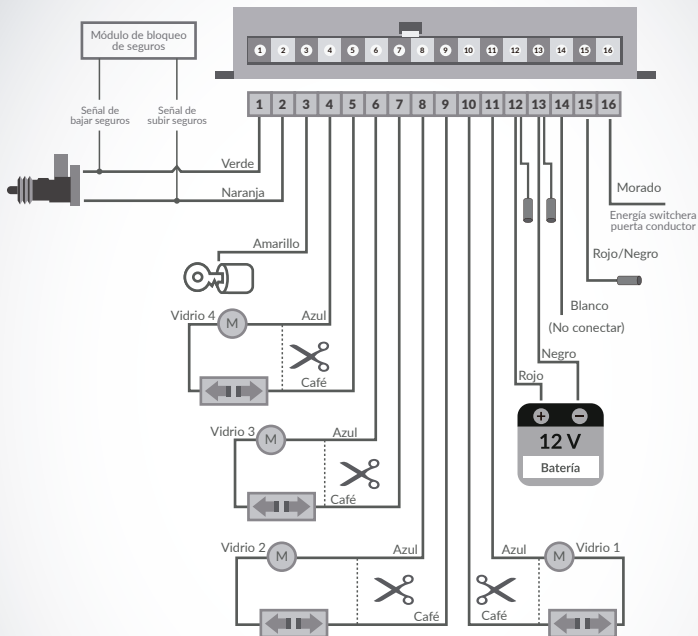 Módulo de bloqueo
de seguros
1 2 3 4 5 6 7 8 9 10 11 12 13 14 15 16
1 2 3 4 5 6 7 8 9 10 11 12 13 14 15 16
Señal de
bajar seguros
Señal de
subir seguros
Verde
Naranja
Morado
Energía switchera
puerta conductor
Amarillo
Rojo/Negro
Blanco
(No conectar)
Vidrio 4
M
Azul
Café
Negro
Rojo
+ −
12 V
Batería
Vidrio 3
M
Azul
Café
Vidrio 2
M
Azul
Café
Azul
M
Vidrio 1
Café